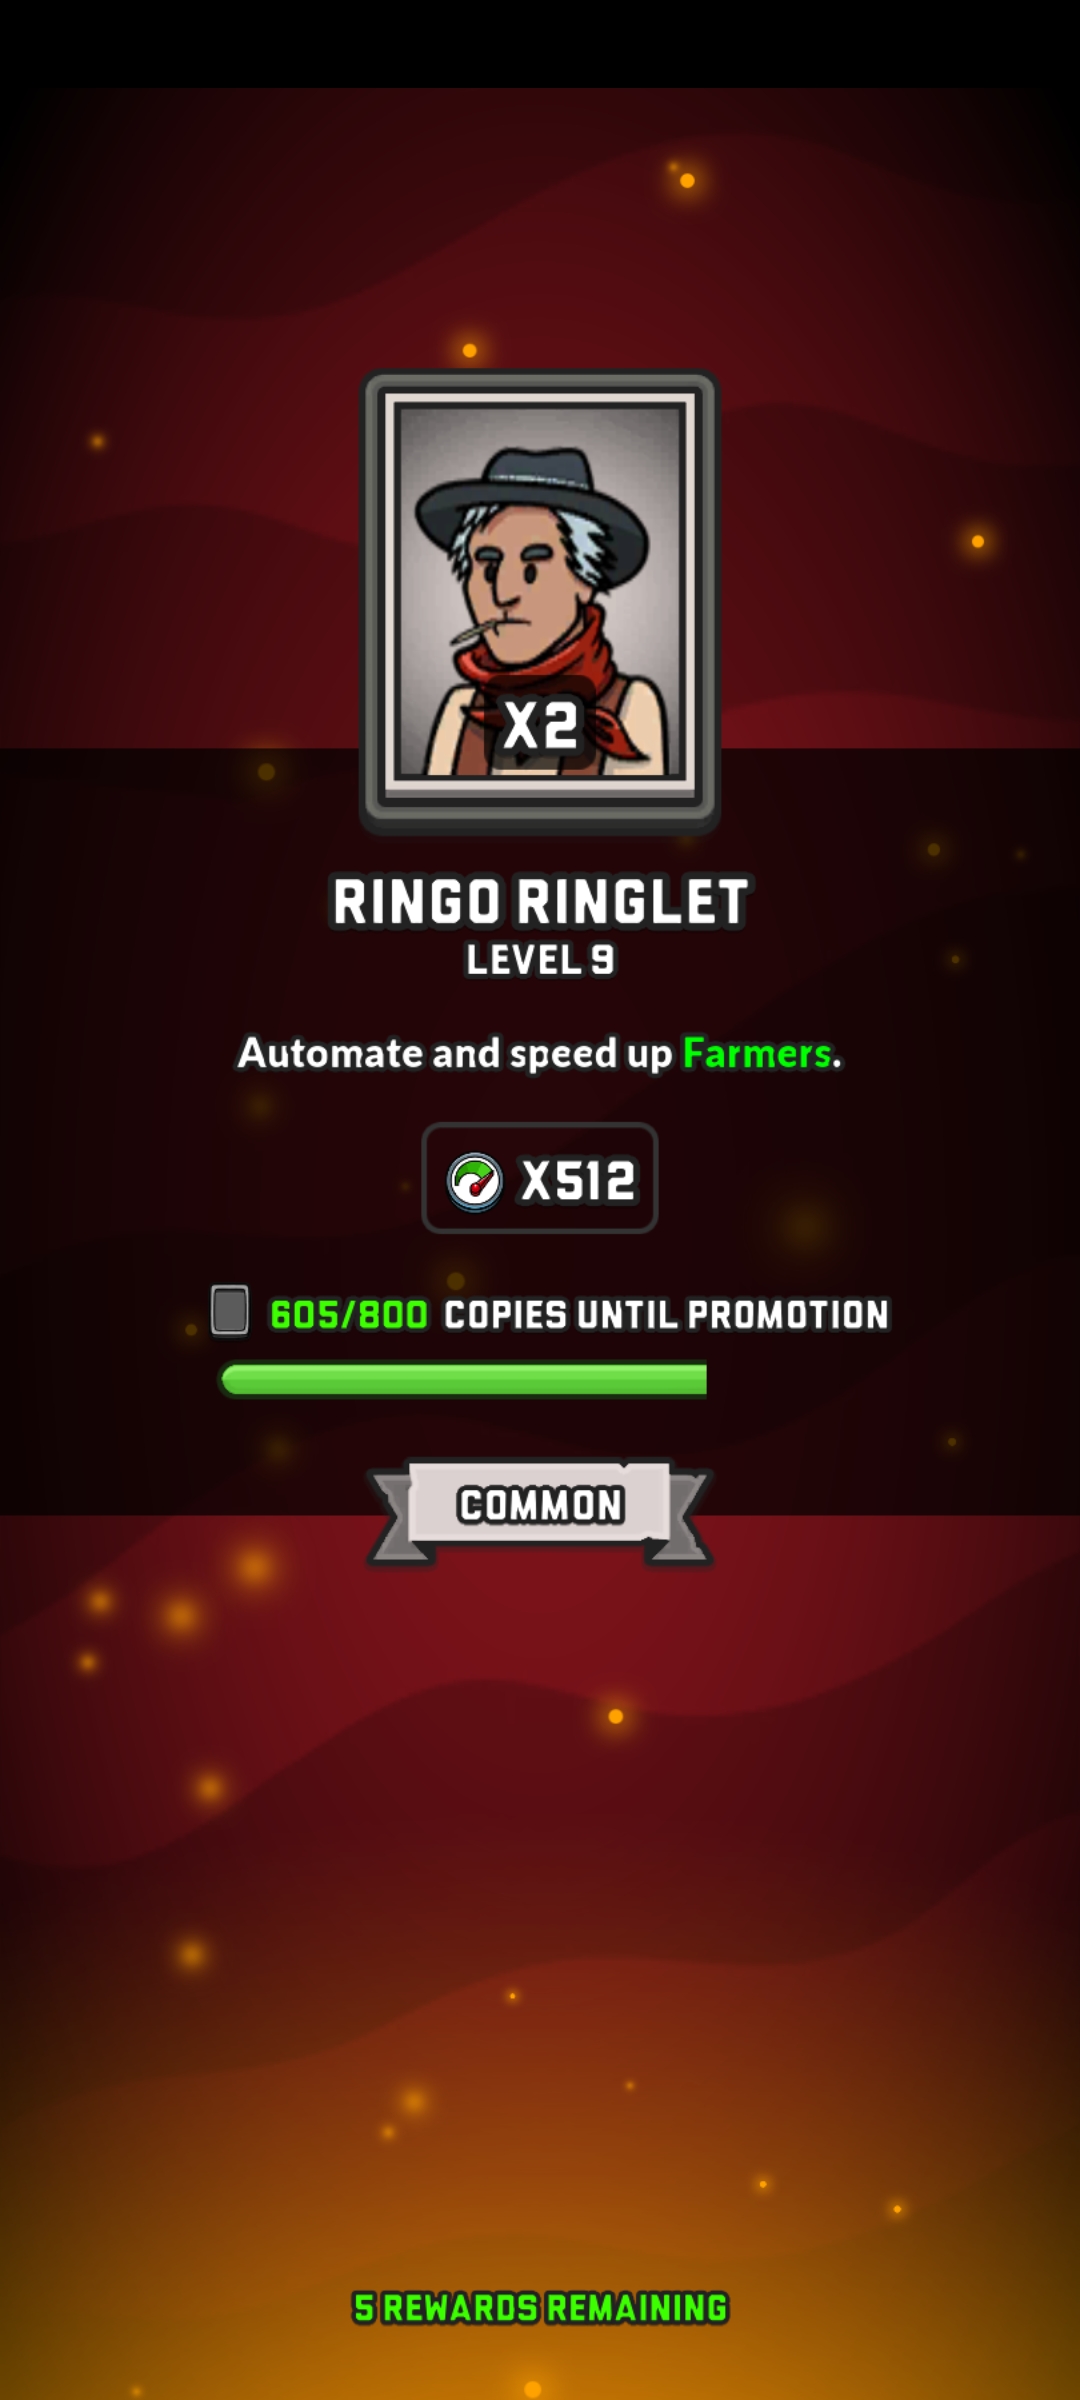 X2
RINGO RINGLET
LEVEL 9
Automate and speed up Farmers.
X512
605/800 COPIES UNTIL PROMOTION
COMMON
5 REWARDS REMAINING